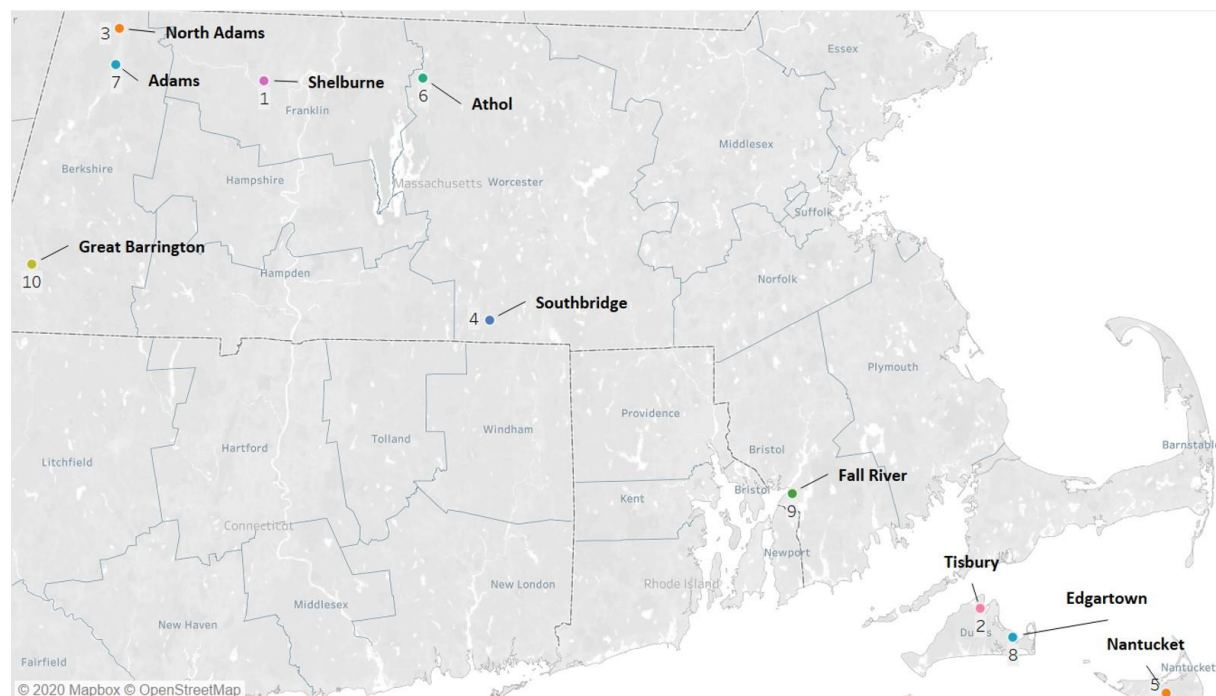 3
North Adams
Essex
7
Adams
Shelburne
1
Franklin
6
Athol
Middlesex
Berkshire
Hampshire
Massachusetts
Worcester
Suffolk
Great Barrington
10
Hampden
Norfolk
4
Southbridge
Plymouth
Providence
Windham
Hartford
Tolland
Litchfield
Bristol
Barnstable
Fall River
Bristol
9
Kent
Connecticut
Newport
Tisbury
New London
Rhode Island
Middlesex
Edgartown
New Haven
2
8
Nantucket
Fairfield
Nantucket
5
© 2020 Mapbox © OpenStreetMap